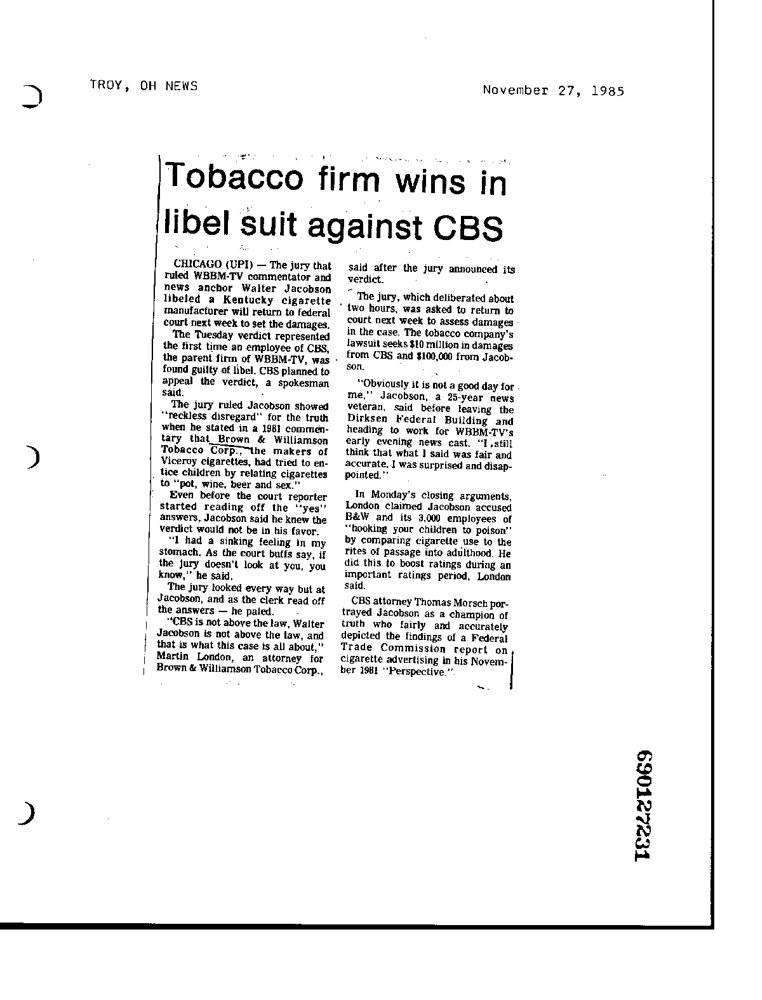 TROY, OH NEWS
November 27, 1985
Tobacco firm wins in
libel suit against CBS
CHICAGO (UPI) — The jury that
ruled WBBM-TV commentator and
news anchor Walter Jacobson
libeled a Kentucky cigarette
manufacturer will return to federal
court next week to set the damages.
The Tuesday verdict represented
the first time an employee of CBS,
the parent firm of WBBM-TV, was
found guilty of libel. CBS planned to
appeal the verdict, a spokesman
said.
The jury ruled Jacobson showed
"reckless disregard" for the truth
when he stated in a 1981 commen-
tary that Brown & Williamson
Tobacco Corp., the makers of
Viceroy cigarettes, had tried to en-
tice children by relating cigarettes
to "pot, wine, beer and sex."
Even before the court reporter
started reading off the "yes"
answers, Jacobson said he knew the
verdict would not be in his favor.
"I had a sinking feeling in my
stomach. As the court buffs say, if
the jury doesn't look at you, you
know," he said.
The jury looked every way but at
Jacobson, and as the clerk read off
the answers — he paled.
"CBS is not above the law, Walter
Jacobson is not above the law, and
that is what this case is all about,"
Martin London, an attorney for
Brown & Williamson Tobacco Corp.,
said after the jury announced its
verdict.
The jury, which deliberated about
two hours, was asked to return to
court next week to assess damages
in the case. The tobacco company's
lawsuit seeks $10 million in damages
from CBS and $100,000 from Jacob-
son.
"Obviously it is not a good day for
me," Jacobson, a 25-year news
veteran, said before leaving the
Dirksen Federal Building and
heading to work for WBBM-TV's
early evening news cast. "I still
think that what I said was fair and
accurate. I was surprised and disap-
pointed."
In Monday's closing arguments,
London claimed Jacobson accused
B&W and its 3,000 employees of
"hooking your children to poison"
by comparing cigarette use to the
rites of passage into adulthood. He
did this to boost ratings during an
important ratings period, London
said.
CBS attorney Thomas Morsch por-
trayed Jacobson as a champion of
truth who fairly and accurately
depicted the findings of a Federal
Trade Commission report on
cigarette advertising in his Novem-
ber 1981 "Perspective."
690127231